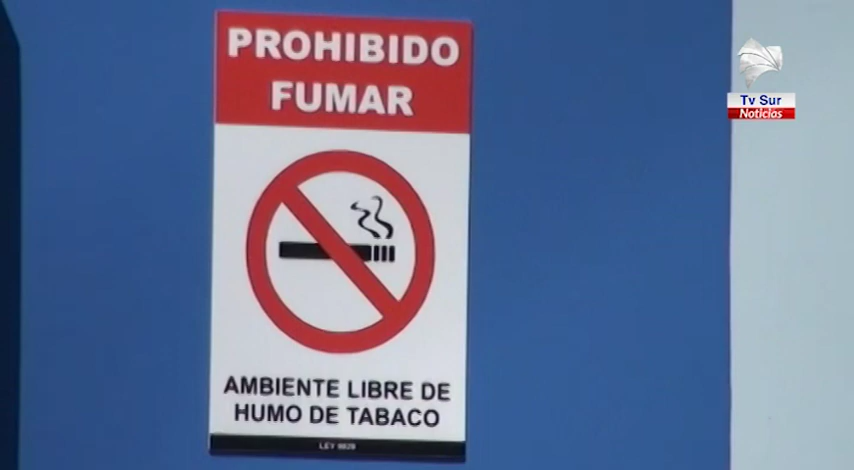 PROHIBIDO
FUMAR
AMBIENTE LIBRE DE
HUMO DE TABACO
Tv Sur
Noticias